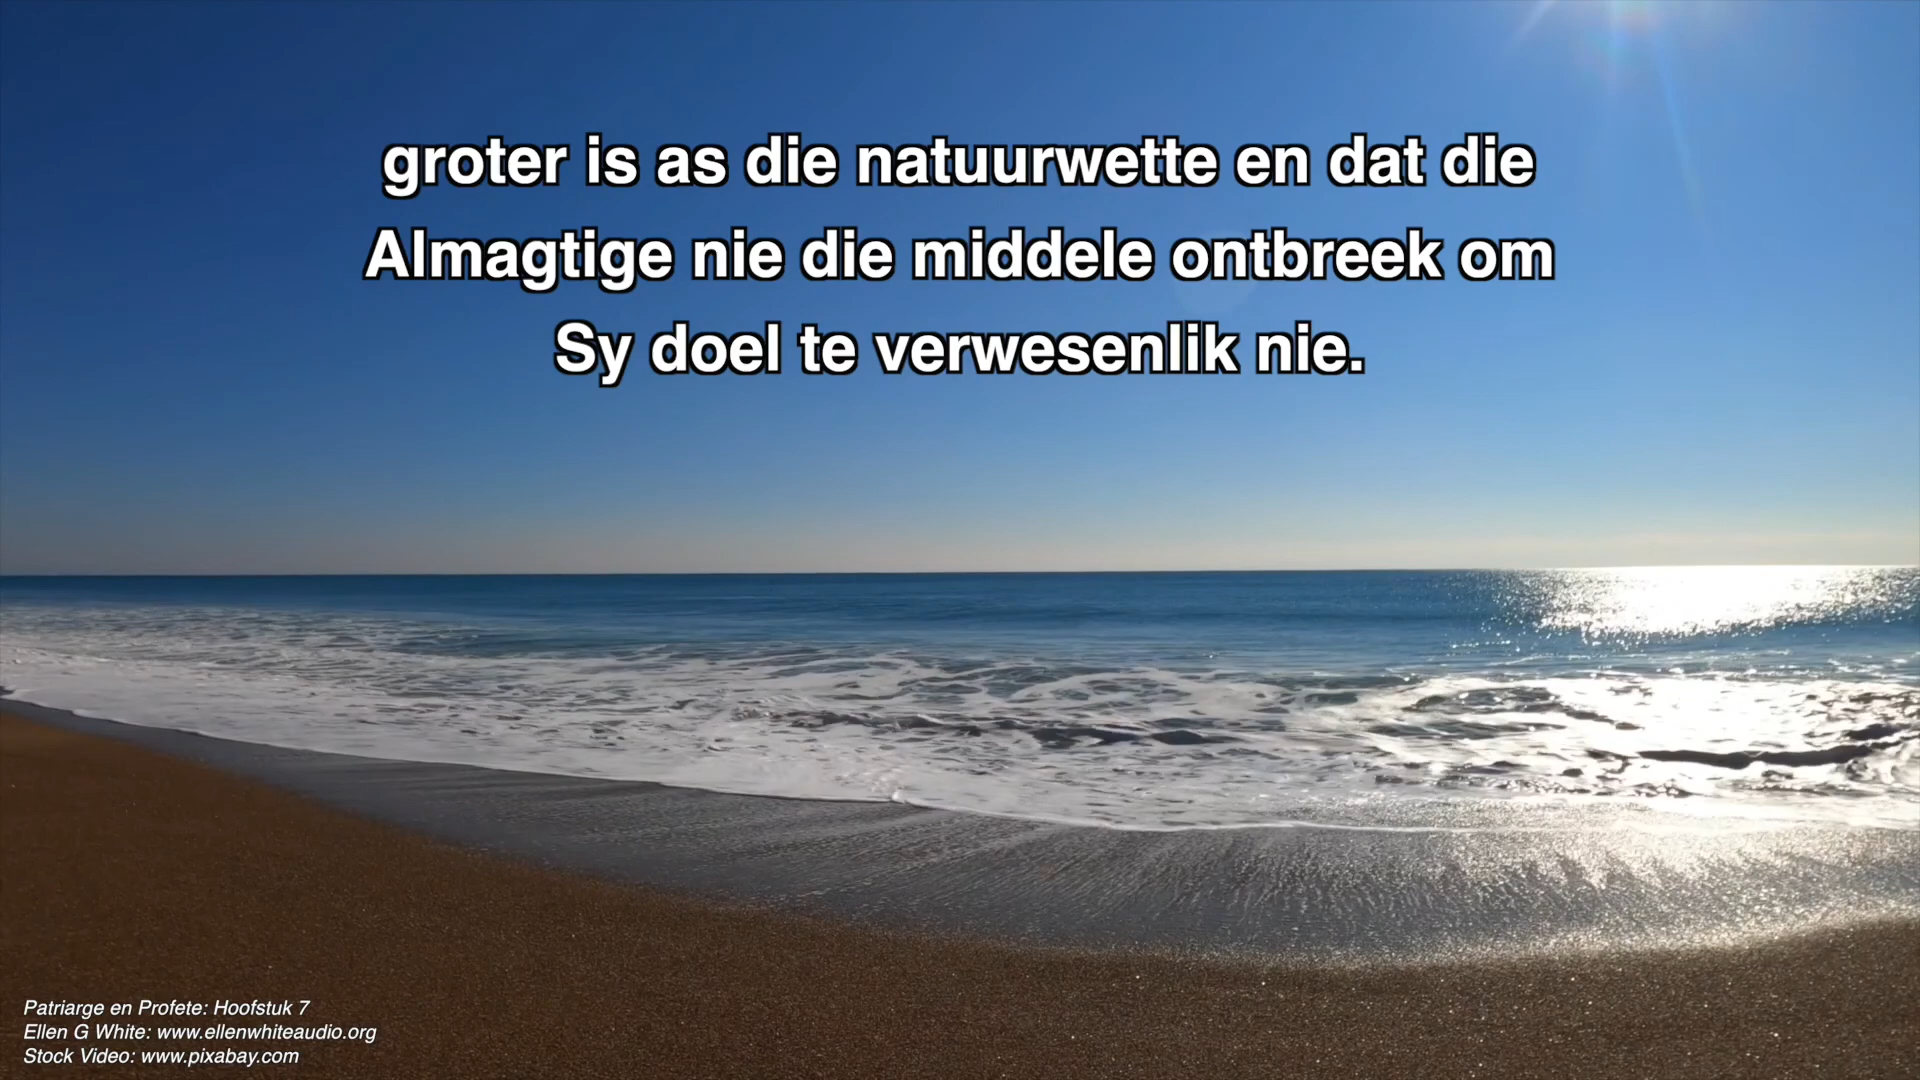 groter is as die natuurwette en dat die
Almagtige nie die middele ontbreek om
Sy doel te verwesenlik nie.
Patriarge en Profete: Hoofstuk 7
Ellen G White: www.ellenwhiteaudio.org
Stock Video: www.pixabay.com